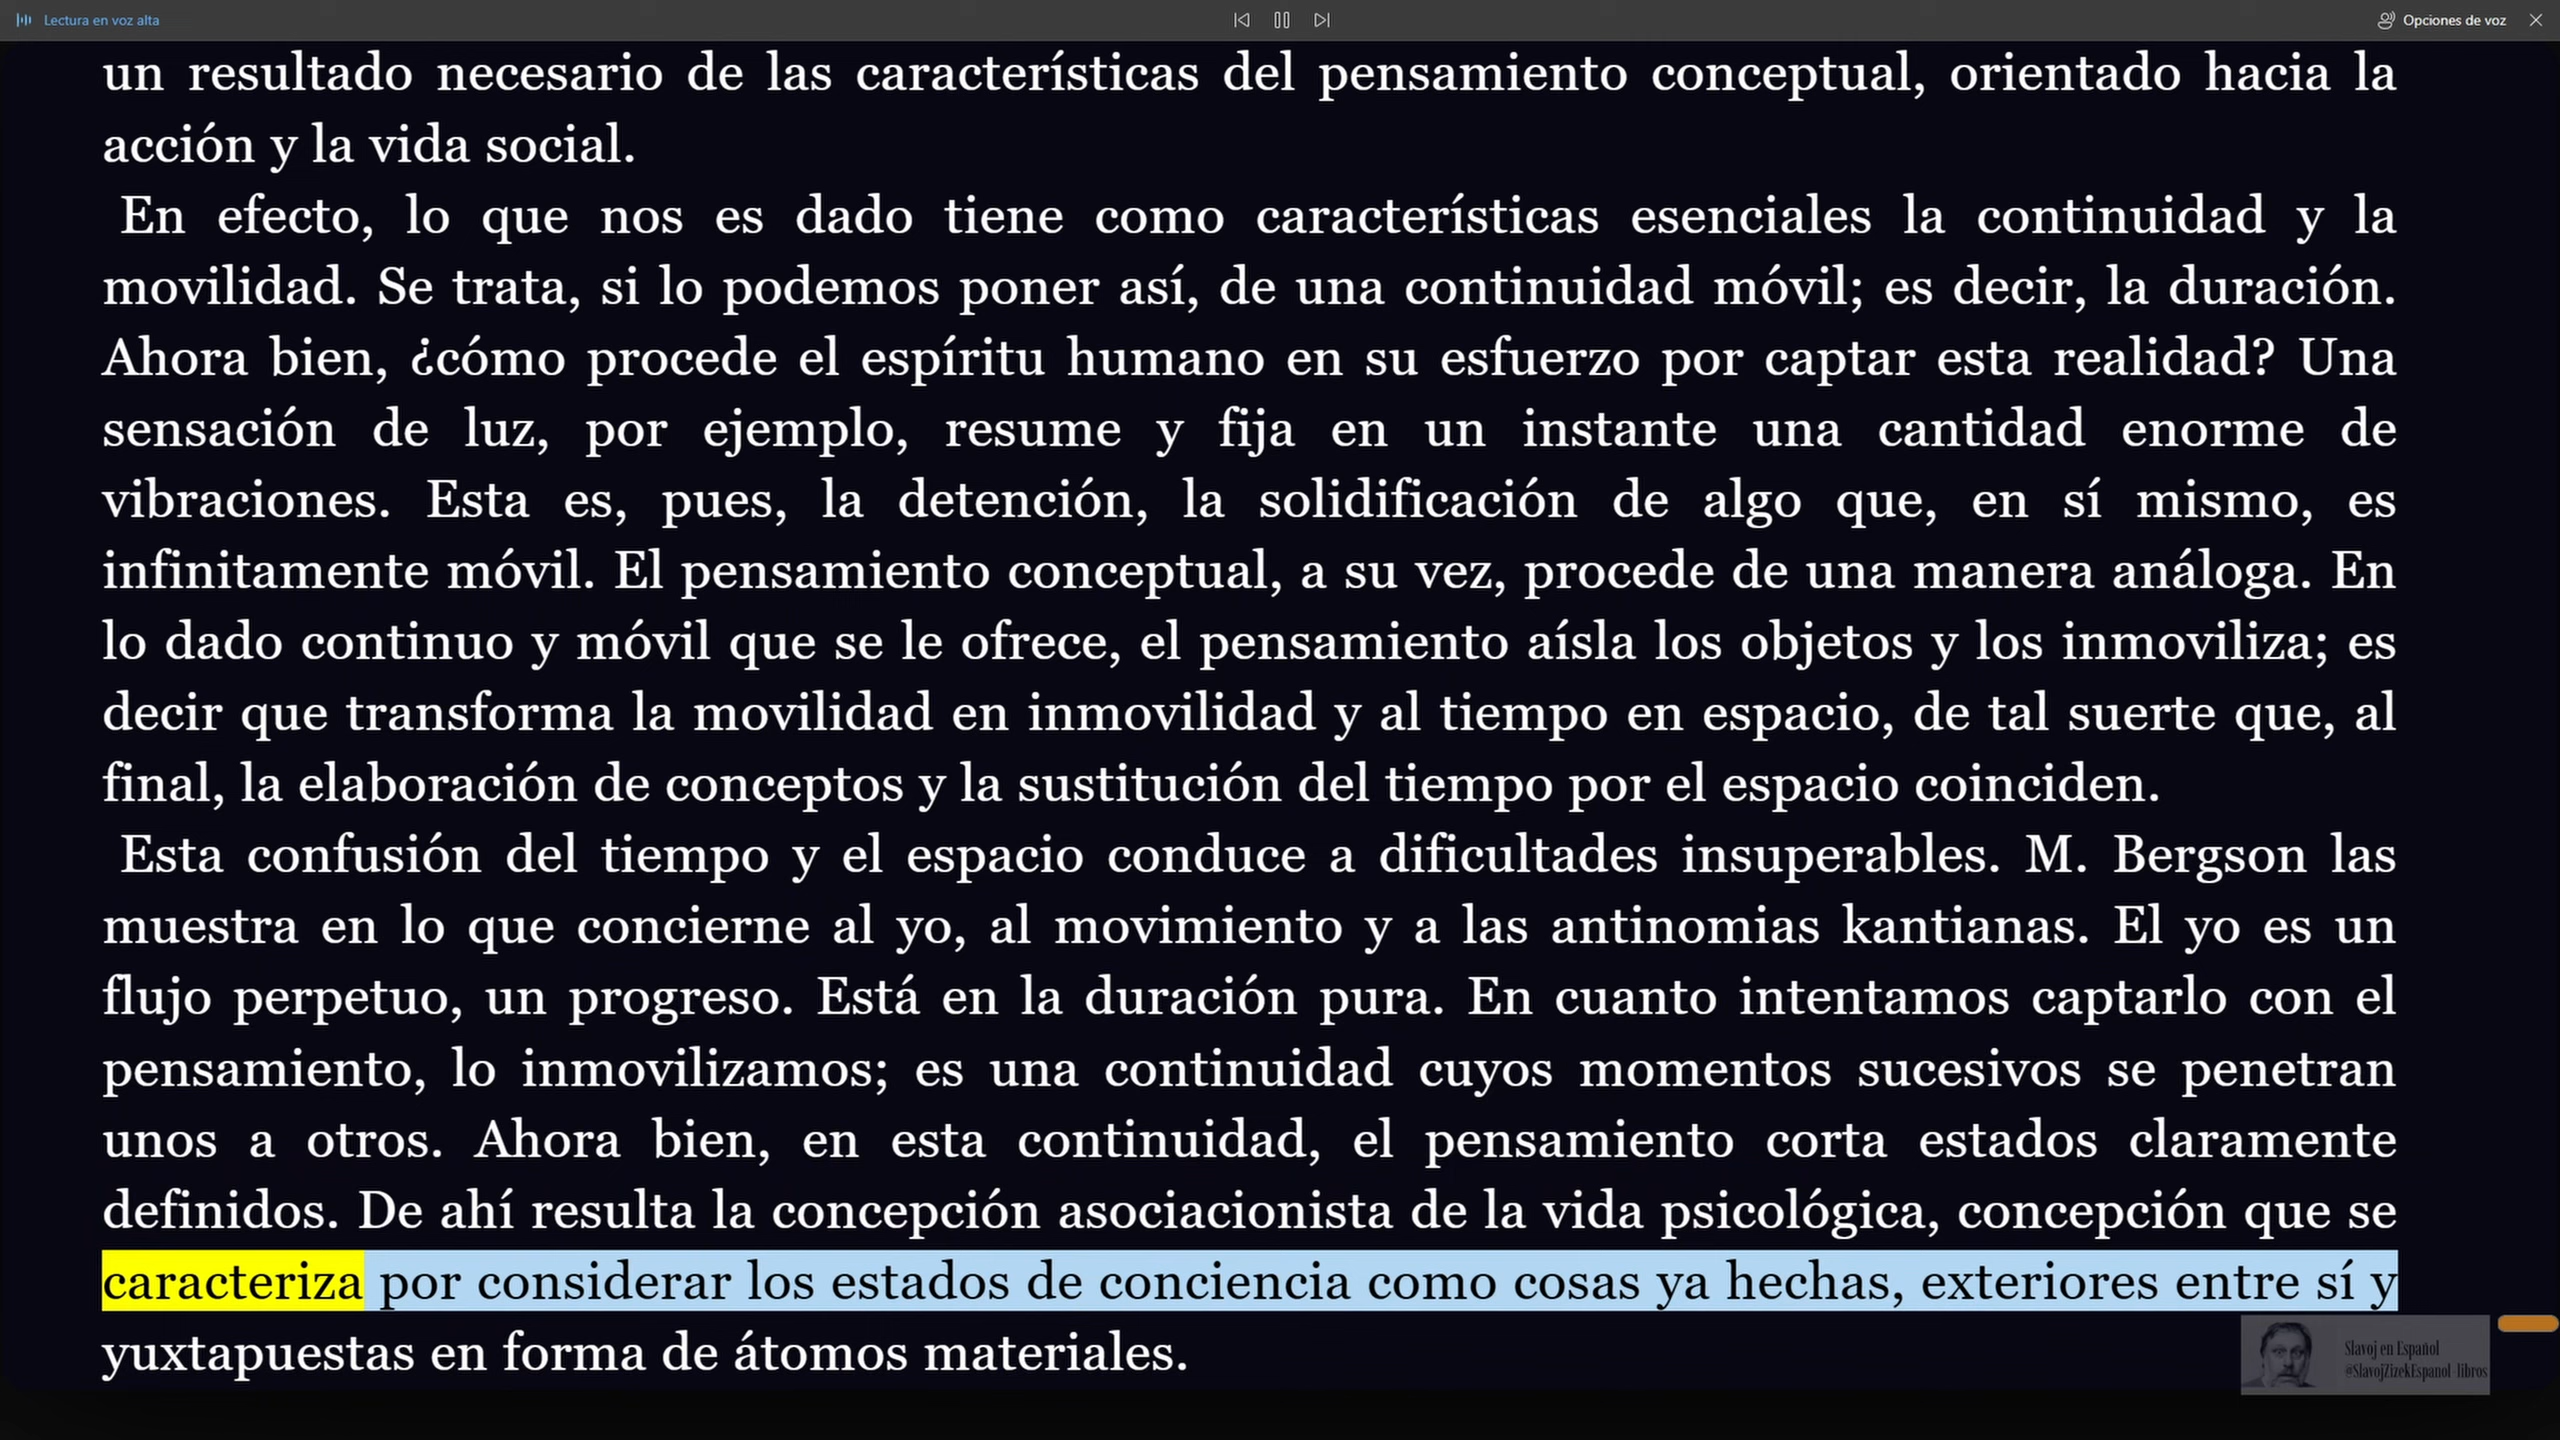 Lectura en voz alta
Opciones de voz
un resultado necesario de las características del pensamiento conceptual, orientado hacia la
acción y la vida social.
En efecto, lo que nos es dado tiene como características esenciales la continuidad y la
movilidad. Se trata, si lo podemos poner así, de una continuidad móvil; es decir, la duración.
Ahora bien, ¿cómo procede el espíritu humano en su esfuerzo por captar esta realidad? Una
sensación de luz, por ejemplo, resume y fija en un instante una cantidad enorme de
vibraciones. Esta es, pues, la detención, la solidificación de algo que, en sí mismo, es
infinitamente móvil. El pensamiento conceptual, a su vez, procede de una manera análoga. En
lo dado continuo y móvil que se le ofrece, el pensamiento aísla los objetos y los inmoviliza; es
decir que transforma la movilidad en inmovilidad y al tiempo en espacio, de tal suerte que, al
final, la elaboración de conceptos y la sustitución del tiempo por el espacio coinciden.
Esta confusión del tiempo y el espacio conduce a dificultades insuperables. M. Bergson las
muestra en lo que concierne al yo, al movimiento y a las antinomias kantianas. El yo es un
flujo perpetuo, un progreso. Está en la duración pura. En cuanto intentamos captarlo con el
pensamiento, lo inmovilizamos; es una continuidad cuyos momentos sucesivos se penetran
unos a otros. Ahora bien, en esta continuidad, el pensamiento corta estados claramente
definidos. De ahí resulta la concepción asociacionista de la vida psicológica, concepción que se
caracteriza por considerar los estados de conciencia como cosas ya hechas, exteriores entre sí y
yuxtapuestas en forma de átomos materiales.
Slavoj en Español
@SlavojZizekEspanol-libros